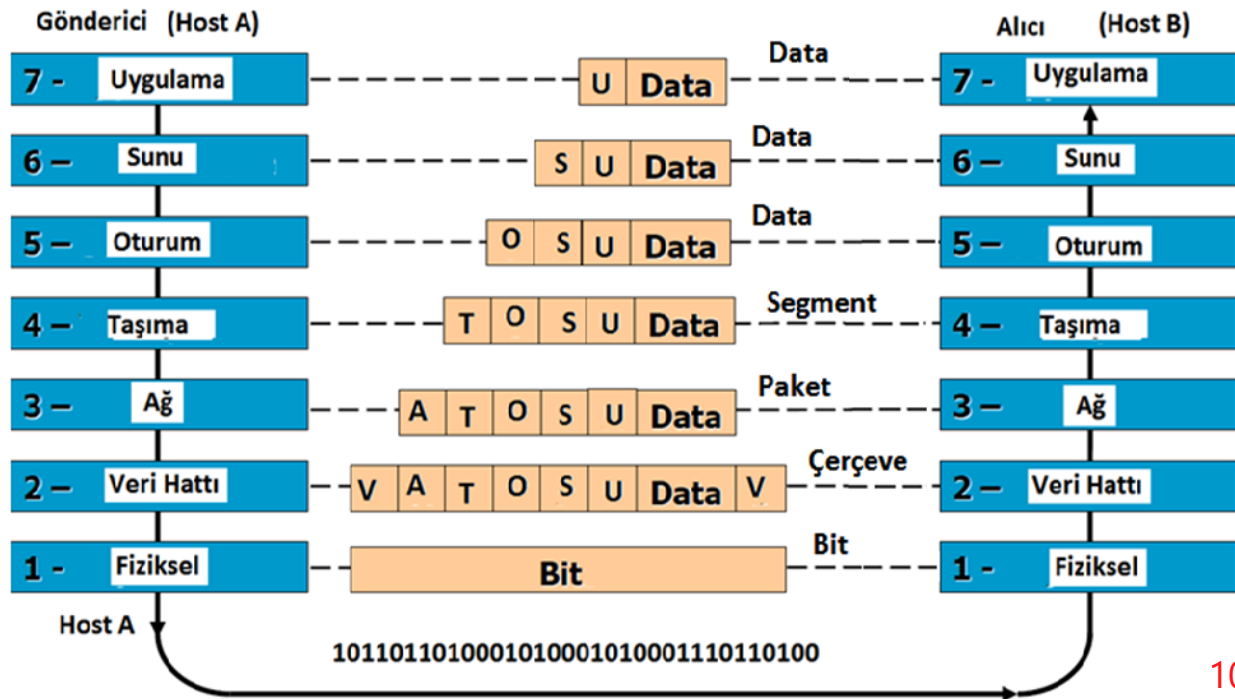 Gönderici (Host A) Alıcı (Host B)
7 - Uygulama U Data Data 7 - Uygulama
6 – Sunu S U Data Data 6 – Sunu
5 – Oturum O S U Data Data 5 – Oturum
4 – Taşıma T O S U Data Segment 4 – Taşıma
3 – Ağ A T O S U Data Paket 3 – Ağ
2 – Veri Hattı V A T O S U Data V Çerçeve 2 – Veri Hattı
1 - Fiziksel Bit Bit 1 - Fiziksel
Host A
1011011010001010001010001110110100
10